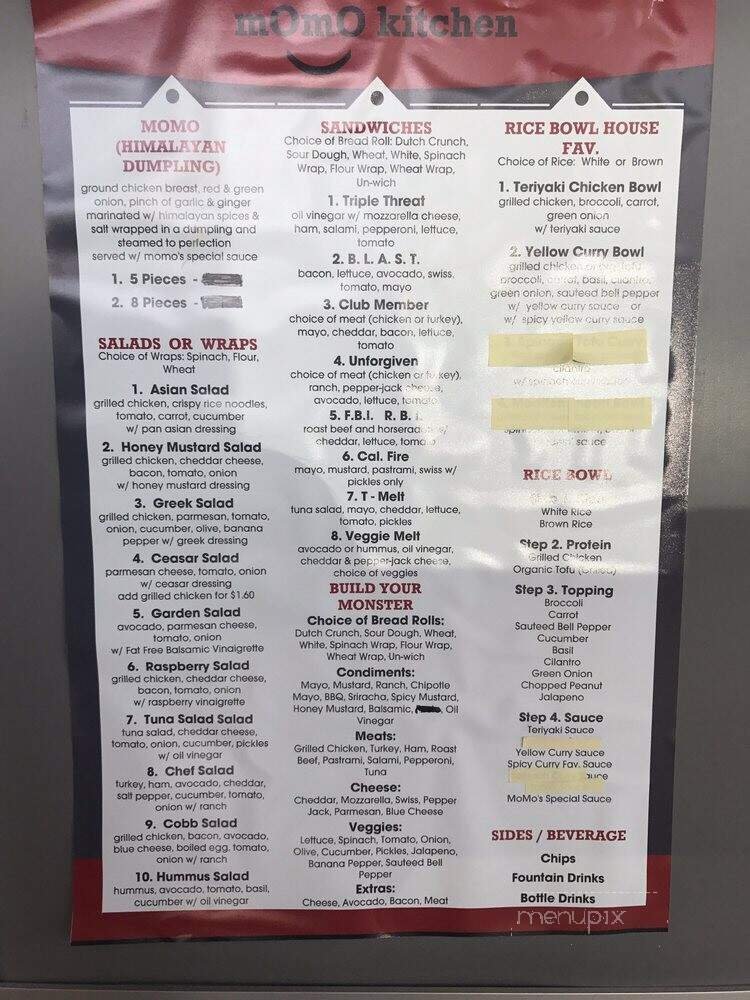 mOmO kitchen
MOMO
(HIMALAYAN
DUMPLING)
ground chicken breast, red & green
onion, pinch of garlic & ginger
marinated w/ himalayan spices &
salt wrapped in a dumpling and
steamed to perfection
served w/ momo's special sauce
1. 5 Pieces -
2. 8 Pieces -
SALADS OR WRAPS
Choice of Wraps: Spinach, Flour,
Wheat
1. Asian Salad
grilled chicken, crispy rice noodles,
tomato, carrot, cucumber
w/ pan asian dressing
2. Honey Mustard Salad
grilled chicken, cheddar cheese,
bacon, tomato, onion
w/ honey mustard dressing
3. Greek Salad
grilled chicken, parmesan, tomato,
onion, cucumber, olive, banana
pepper w/ greek dressing
4. Ceasar Salad
parmesan cheese, tomato, onion
w/ ceasar dressing
add grilled chicken for $1.60
5. Garden Salad
avocado, parmesan cheese,
tomato, onion
w/ Fat Free Balsamic Vinaigrette
6. Raspberry Salad
grilled chicken, cheddar cheese,
bacon, tomato, onion
w/ raspberry vinaigrette
7. Tuna Salad Salad
tuna salad, cheddar cheese,
tomato, onion, cucumber, pickles
w/ oil vinegar
8. Chef Salad
turkey, ham, avocado, cheddar,
salt pepper, cucumber, tomato,
onion w/ ranch
9. Cobb Salad
grilled chicken, bacon, avocado,
blue cheese, boiled egg, tomato,
onion w/ ranch
10. Hummus Salad
hummus, avocado, tomato, basil,
cucumber w/ oil vinegar
SANDWICHES
Choice of Bread Roll: Dutch Crunch,
Sour Dough, Wheat, White, Spinach
Wrap, Flour Wrap, Wheat Wrap,
Un-wich
1. Triple Threat
oil vinegar w/ mozzarella cheese,
ham, salami, pepperoni, lettuce,
tomato
2. B. L. A. S. T.
bacon, lettuce, avocado, swiss,
tomato, mayo
3. Club Member
choice of meat (chicken or turkey),
mayo, cheddar, bacon, lettuce,
tomato
4. Unforgiven
choice of meat (chicken or turkey),
ranch, pepper-jack cheese,
avocado, lettuce, tomato
5. F.B.I. R. B. I.
roast beef and horseradish w/
cheddar, lettuce, tomato
6. Cal. Fire
mayo, mustard, pastrami, swiss w/
pickles only
7. T - Melt
tuna salad, mayo, cheddar, lettuce,
tomato, pickles
8. Veggie Melt
avocado or hummus, oil vinegar,
cheddar & pepper-jack cheese,
choice of veggies
BUILD YOUR
MONSTER
Choice of Bread Rolls:
Dutch Crunch, Sour Dough, Wheat,
White, Spinach Wrap, Flour Wrap,
Wheat Wrap, Un-wich
Condiments:
Mayo, Mustard, Ranch, Chipotle
Mayo, BBQ, Sriracha, Spicy Mustard,
Honey Mustard, Balsamic, Oil
Vinegar
Meats:
Grilled Chicken, Turkey, Ham, Roast
Beef, Pastrami, Salami, Pepperoni,
Tuna
Cheese:
Cheddar, Mozzarella, Swiss, Pepper
Jack, Parmesan, Blue Cheese
Veggies:
Lettuce, Spinach, Tomato, Onion,
Olive, Cucumber, Pickles, Jalapeno,
Banana Pepper, Sauteed Bell
Pepper
Extras:
Cheese, Avocado, Bacon, Meat
RICE BOWL HOUSE
FAV.
Choice of Rice: White or Brown
1. Teriyaki Chicken Bowl
grilled chicken, broccoli, carrot,
green onion
w/ teriyaki sauce
2. Yellow Curry Bowl
grilled chicken or tofu
broccoli, carrot, basil, cilantro,
green onion, sauteed bell pepper
w/ yellow curry sauce or
w/ spicy yellow curry sauce
cilantro
w/ spinach
sauce
RICE BOWL
White Rice
Brown Rice
Step 2. Protein
Grilled Chicken
Organic Tofu (Grilled)
Step 3. Topping
Broccoli
Carrot
Sauteed Bell Pepper
Cucumber
Basil
Cilantro
Green Onion
Chopped Peanut
Jalapeno
Step 4. Sauce
Teriyaki Sauce
Yellow Curry Sauce
Spicy Curry Fav. Sauce
MoMo's Special Sauce
SIDES / BEVERAGE
Chips
Fountain Drinks
Bottle Drinks
menupix